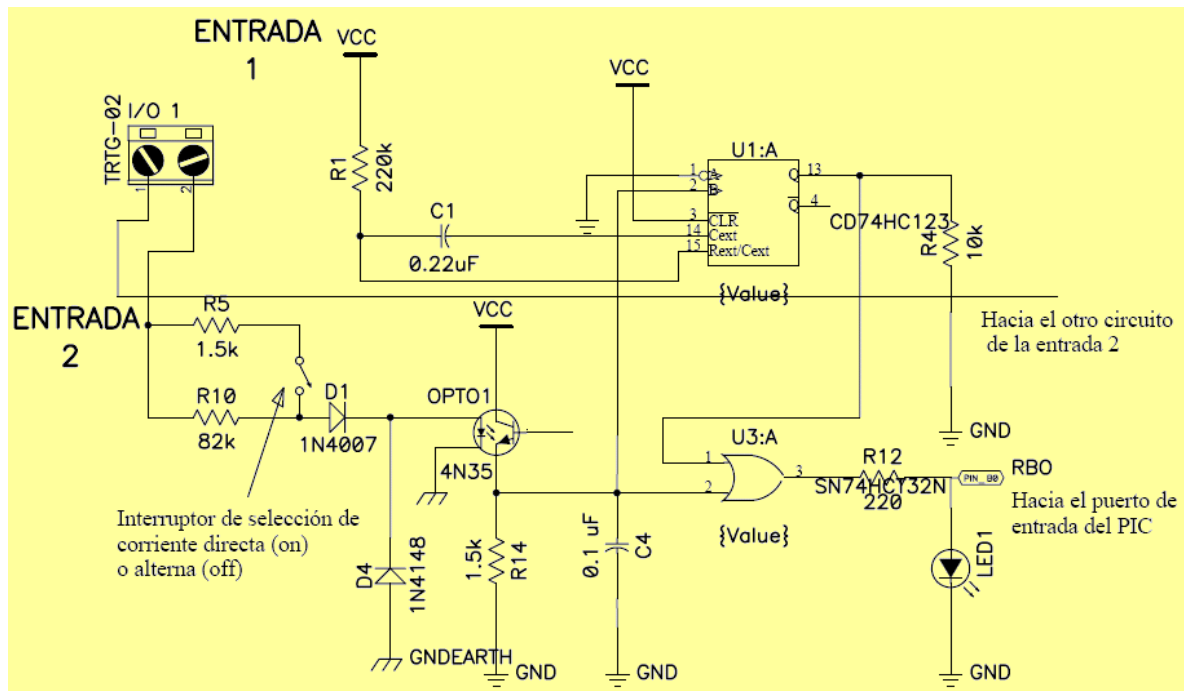 ENTRADA
1
VCC
I/O 1
TRTG-02
1
2
R1
220k
C1
0.22uF
VCC
U1:A
1
A
2
B
3
CLR
14
Cext
15
Rext/Cext
Q
13
Q
4
CD74HC123
R4
10k
{Value}
GND
ENTRADA
2
R5
1.5k
R10
82k
D1
1N4007
VCC
OPTO1
4N35
Hacia el otro circuito
de la entrada 2
Interruptor de selección de
corriente directa (on)
o alterna (off)
D4
1N4148
GNDEARTH
1.5k
R14
GND
0.1 uF
C4
GND
U3:A
1
2
3
SN74HCT32N
{Value}
R12
220
PIN_B0
RB0
Hacia el puerto de
entrada del PIC
LED1
GND